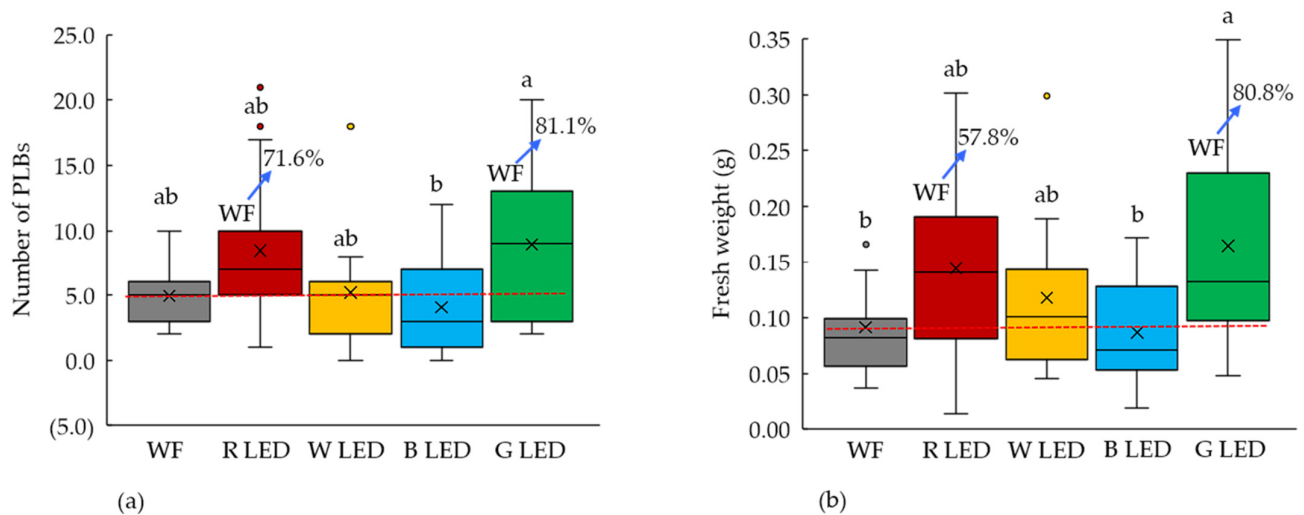 Number of PLBs
25.0
20.0
15.0
10.0
5.0
0.0
(5.0)
ab
ab
71.6%
WF
ab
b
a
81.1%
WF
WF
R LED
W LED
B LED
G LED
(a)
Fresh weight (g)
0.35
0.30
0.25
0.20
0.15
0.10
0.05
0.00
b
ab
57.8%
WF
ab
b
a
80.8%
WF
WF
R LED
W LED
B LED
G LED
(b)